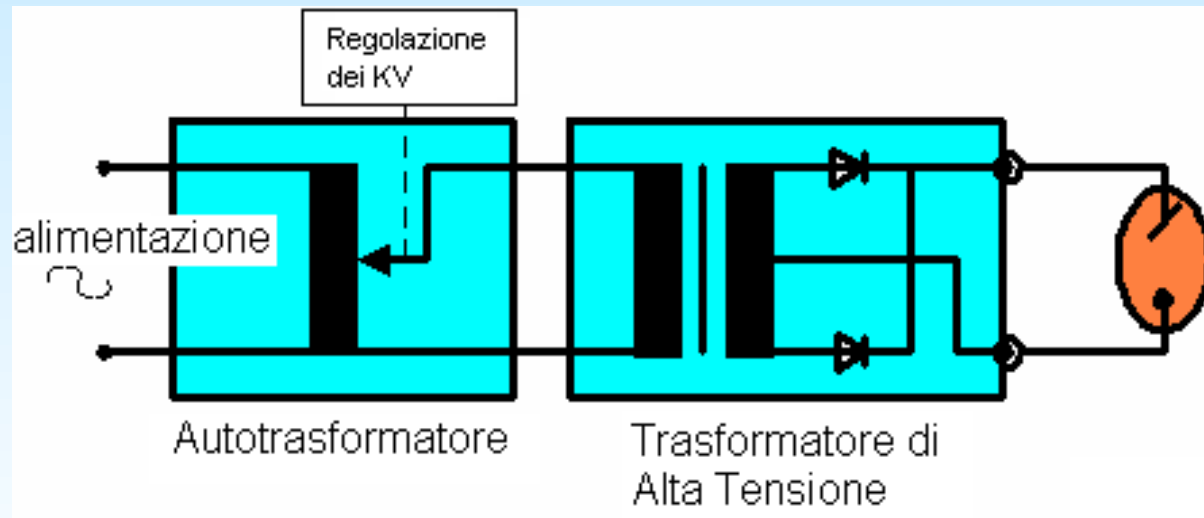 Regolazione
dei KV
alimentazione
Autotrasformatore
Trasformatore di
Alta Tensione